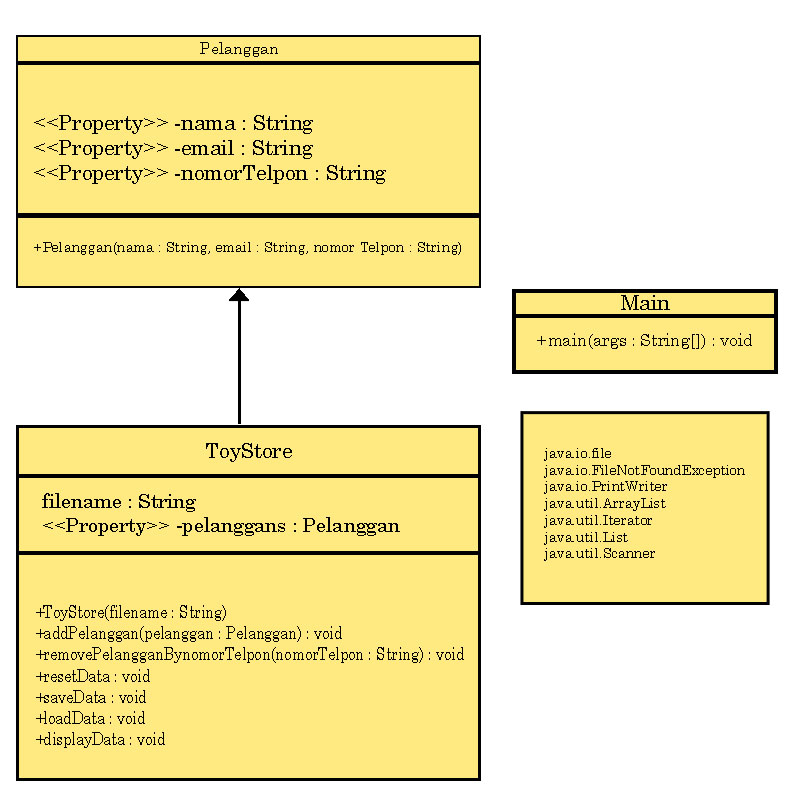 Pelanggan
<<Property>> -nama : String
<<Property>> -email : String
<<Property>> -nomorTelpon : String
+Pelanggan(nama : String, email : String, nomor Telpon : String)
Main
+main(args : String[]) : void
ToyStore
filename : String
<<Property>> -pelanggans : Pelanggan
+ToyStore(filename : String)
+addPelanggan(pelanggan : Pelanggan) : void
+removePelangganBynomorTelpon(nomorTelpon : String) : void
+resetData : void
+saveData : void
+loadData : void
+displayData : void
java.io.file
java.io.FileNotFoundException
java.io.PrintWriter
java.util.ArrayList
java.util.Iterator
java.util.List
java.util.Scanner